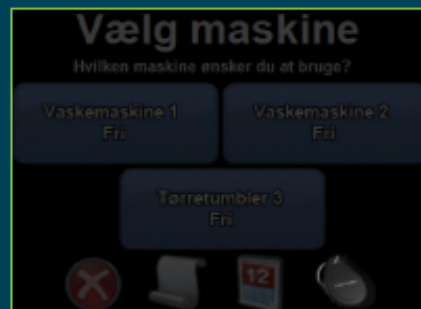 Vælg maskine
Hvilken maskine ønsker du at bruge?
Vaskemaskine 1
Fri
Vaskemaskine 2
Fri
Tørretumbler 3
Fri
12